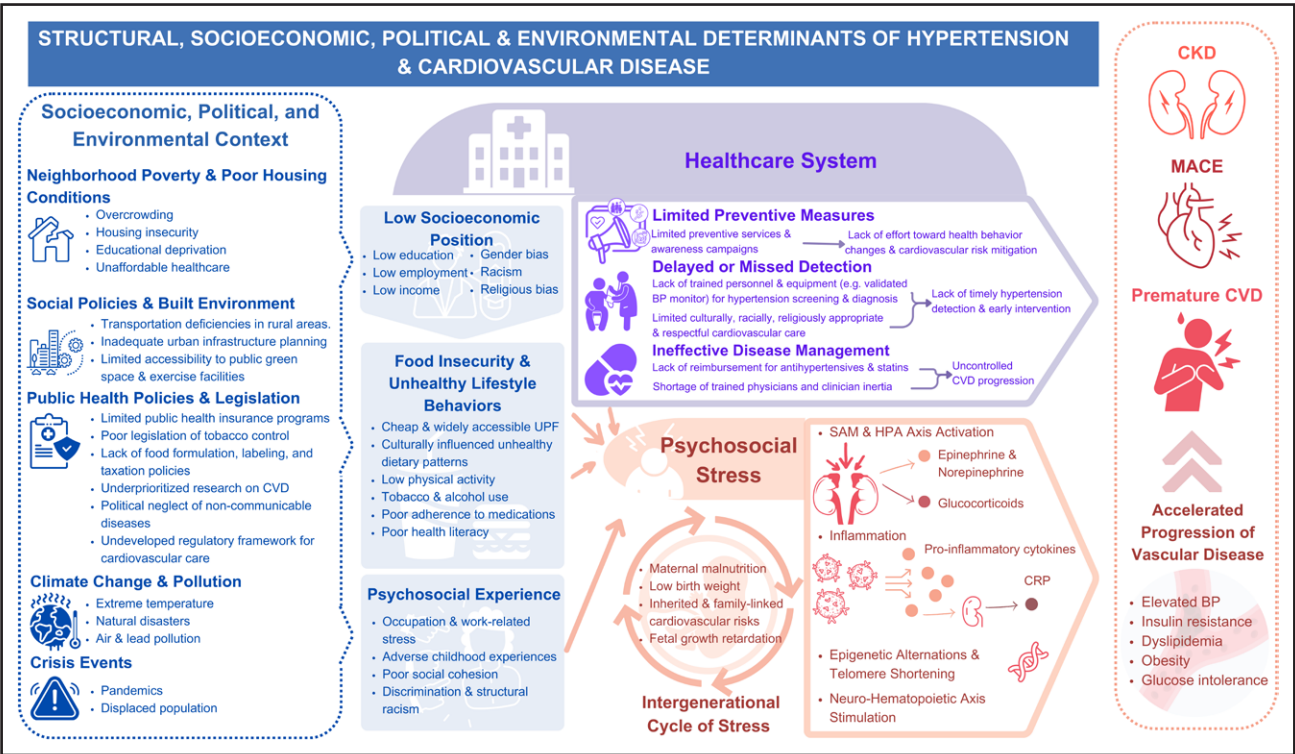 STRUCTURAL, SOCIOECONOMIC, POLITICAL & ENVIRONMENTAL DETERMINANTS OF HYPERTENSION
& CARDIOVASCULAR DISEASE
Socioeconomic, Political, and
Environmental Context
Neighborhood Poverty & Poor Housing
Conditions
• Overcrowding
• Housing insecurity
• Educational deprivation
• Unaffordable healthcare
Social Policies & Built Environment
• Transportation deficiencies in rural areas.
• Inadequate urban infrastructure planning
• Limited accessibility to public green
space & exercise facilities
Public Health Policies & Legislation
• Limited public health insurance programs
• Poor legislation of tobacco control
• Lack of food formulation, labeling, and
taxation policies
• Underprioritized research on CVD
• Political neglect of non-communicable
diseases
• Undeveloped regulatory framework for
cardiovascular care
Climate Change & Pollution
• Extreme temperature
• Natural disasters
• Air & lead pollution
Crisis Events
• Pandemics
• Displaced population
Low Socioeconomic
Position
• Low education
• Low employment
• Low income
• Gender bias
• Racism
• Religious bias
Food Insecurity &
Unhealthy Lifestyle
Behaviors
• Cheap & widely accessible UPF
• Culturally influenced unhealthy
dietary patterns
• Low physical activity
• Tobacco & alcohol use
• Poor adherence to medications
• Poor health literacy
Psychosocial Experience
• Occupation & work-related
stress
• Adverse childhood experiences
• Poor social cohesion
• Discrimination & structural
racism
Healthcare System
Limited Preventive Measures
Limited preventive services &
awareness campaigns
Lack of effort toward health behavior
changes & cardiovascular risk mitigation
Delayed or Missed Detection
Lack of trained personnel & equipment (e.g. validated
BP monitor) for hypertension screening & diagnosis
Limited culturally, racially, religiously appropriate
& respectful cardiovascular care
Lack of timely hypertension
detection & early intervention
Ineffective Disease Management
Lack of reimbursement for antihypertensives & statins
Shortage of trained physicians and clinician inertia
Uncontrolled
CVD progression
Psychosocial
Stress
• Maternal malnutrition
• Low birth weight
• Inherited & family-linked
cardiovascular risks
• Fetal growth retardation
Intergenerational
Cycle of Stress
• SAM & HPA Axis Activation
Epinephrine &
Norepinephrine
Glucocorticoids
• Inflammation
Pro-inflammatory cytokines
CRP
• Epigenetic Alternations &
Telomere Shortening
• Neuro-Hematopoietic Axis
Stimulation
CKD
MACE
Premature CVD
Accelerated
Progression of
Vascular Disease
• Elevated BP
• Insulin resistance
• Dyslipidemia
• Obesity
• Glucose intolerance